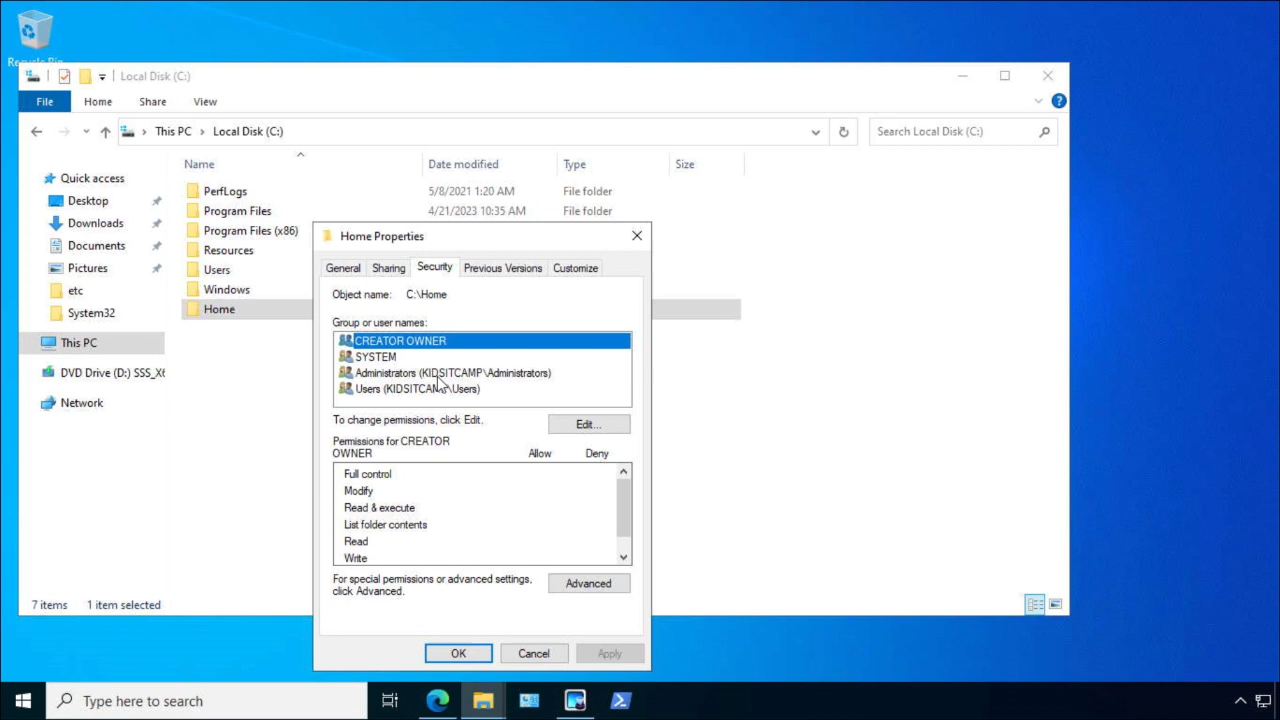 Recycle Bin
Local Disk (C:)
File Home Share View
This PC Local Disk (C:) Search Local Disk (C:)
Name Date modified Type Size
Quick access
Desktop
Downloads
Documents
Pictures
etc
System32
This PC
DVD Drive (D:) SSS_X6
Network
PerfLogs 5/8/2021 1:20 AM File folder
Program Files 4/21/2023 10:35 AM File folder
Program Files (x86)
Resources
Users
Windows
Home
Home Properties
General Sharing Security Previous Versions Customize
Object name: C:\Home
Group or user names:
CREATOR OWNER
SYSTEM
Administrators (KIDSITCAMP\Administrators)
Users (KIDSITCAMP\Users)
To change permissions, click Edit.
Edit...
Permissions for CREATOR
OWNER Allow Deny
Full control
Modify
Read & execute
List folder contents
Read
Write
For special permissions or advanced settings,
click Advanced.
Advanced
OK Cancel Apply
7 items 1 item selected
Type here to search